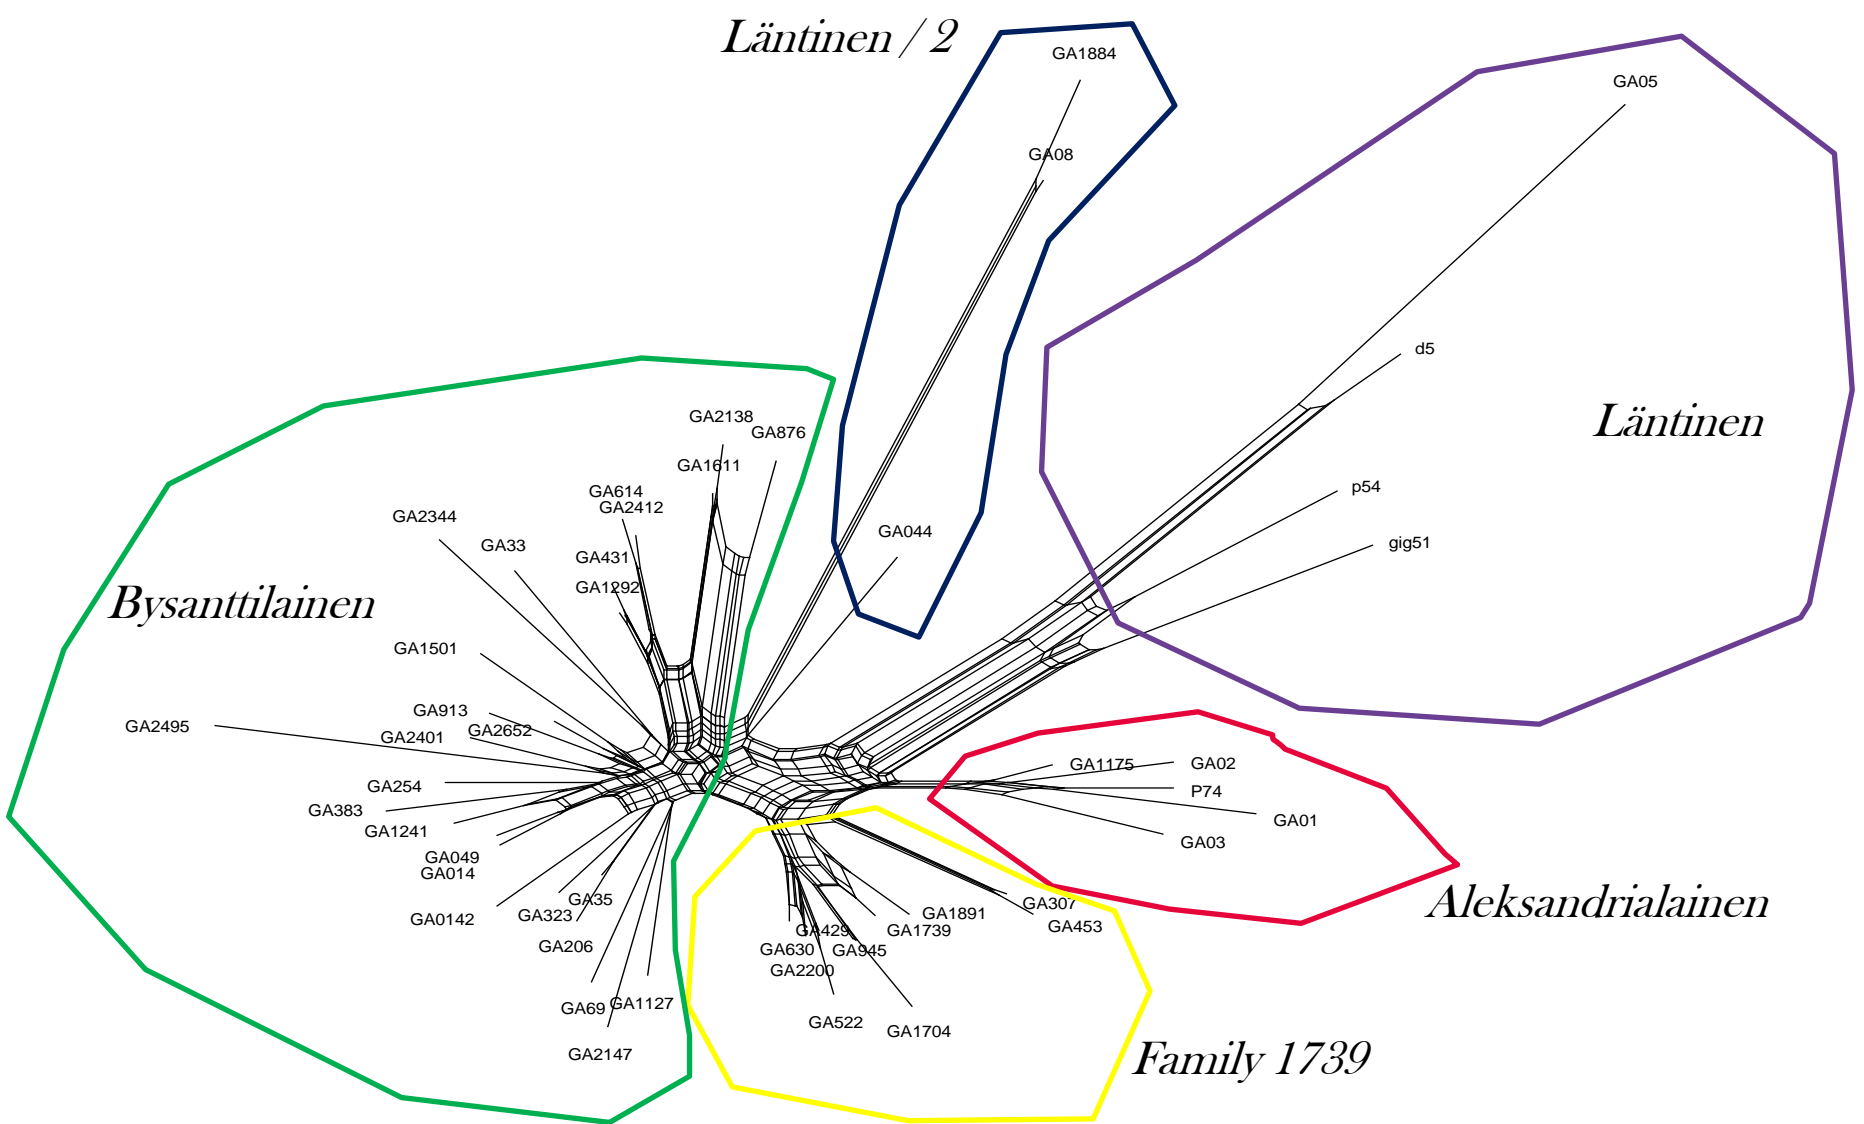 Läntinen / 2
GA1884
GA05
GA08
d5
Läntinen
GA2138
GA876
GA1611
p54
GA614
GA2412
GA2344
GA044
GA33
gig51
GA431
GA1292
Bysanttilainen
GA1501
GA913
GA2495
GA2652
GA2401
GA1175
GA02
GA254
P74
GA383
GA01
GA1241
GA03
GA049
GA014
GA35
Aleksandrialainen
GA0142
GA323
GA307
GA1891
GA453
GA429
GA1739
GA206
GA630
GA945
GA2200
GA69
GA1127
GA522
GA1704
GA2147
Family 1739